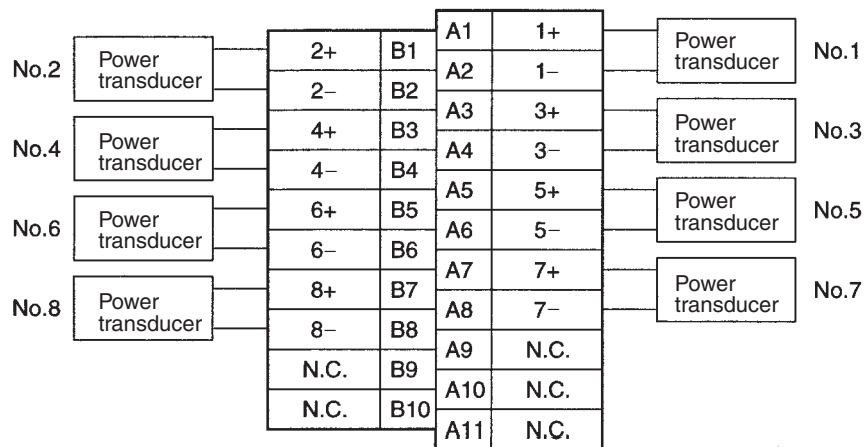 A1 1+
Power transducer No.1
2+ B1
No.2 Power transducer
A2 1−
2− B2
A3 3+
Power transducer No.3
4+ B3
No.4 Power transducer
A4 3−
4− B4
A5 5+
Power transducer No.5
6+ B5
No.6 Power transducer
A6 5−
6− B6
A7 7+
Power transducer No.7
8+ B7
No.8 Power transducer
A8 7−
8− B8
A9 N.C.
N.C. B9
A10 N.C.
N.C. B10
A11 N.C.